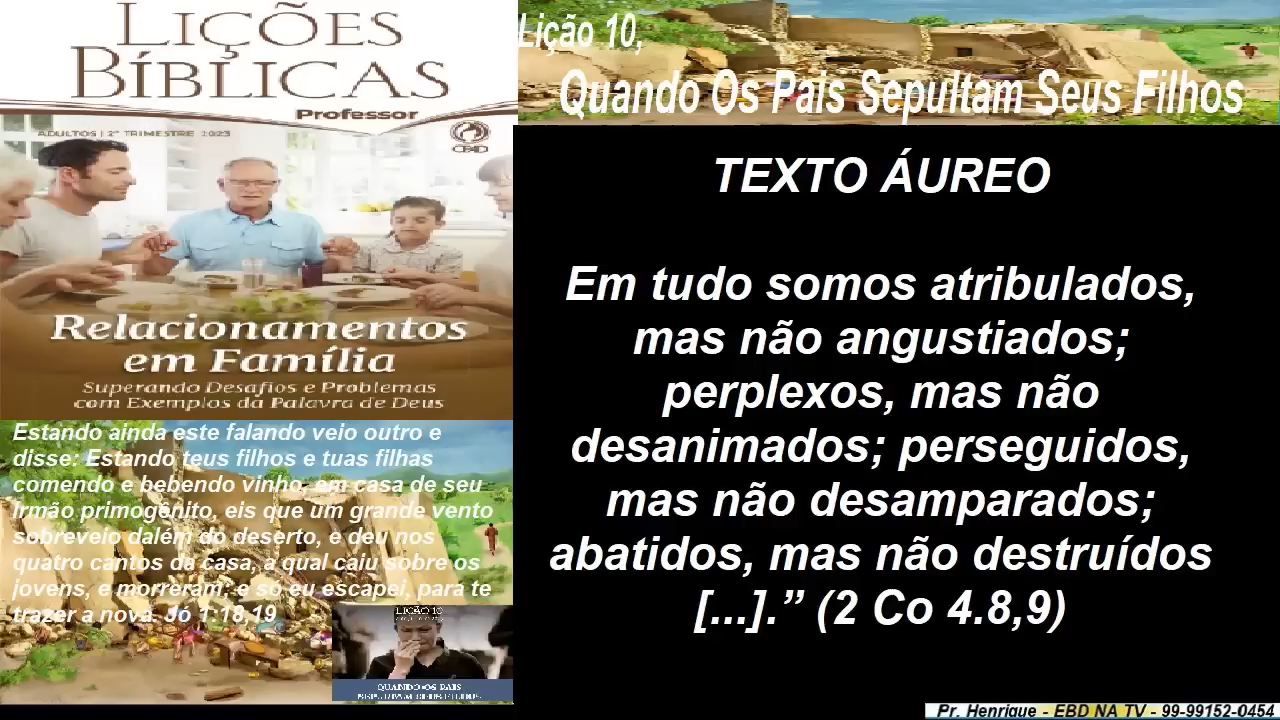 LIÇÕES
BÍBLICAS
Professor
ADULTOS | 2º TRIMESTRE 2023
CPAD
Relacionamentos
em Família
Superando Desafios e Problemas
com Exemplos da Palavra de Deus
Estando ainda este falando veio outro e
disse: Estando teus filhos e tuas filhas
comendo e bebendo vinho, em casa de seu
irmão primogênito, eis que um grande vento
sobreveio dalém do deserto, e deu nos
quatro cantos da casa, a qual caiu sobre os
jovens, e morreram; e só eu escapei, para te
trazer a nova. Jó 1:18,19
LIÇÃO 10
QUANDO OS PAIS
SEPULTAM SEUS FILHOS
Lição 10,
Quando Os Pais Sepultam Seus Filhos
TEXTO ÁUREO
Em tudo somos atribulados,
mas não angustiados;
perplexos, mas não
desanimados; perseguidos,
mas não desamparados;
abatidos, mas não destruídos
[...].” (2 Co 4.8,9)
Pr. Henrique - EBD NA TV - 99-99152-0454